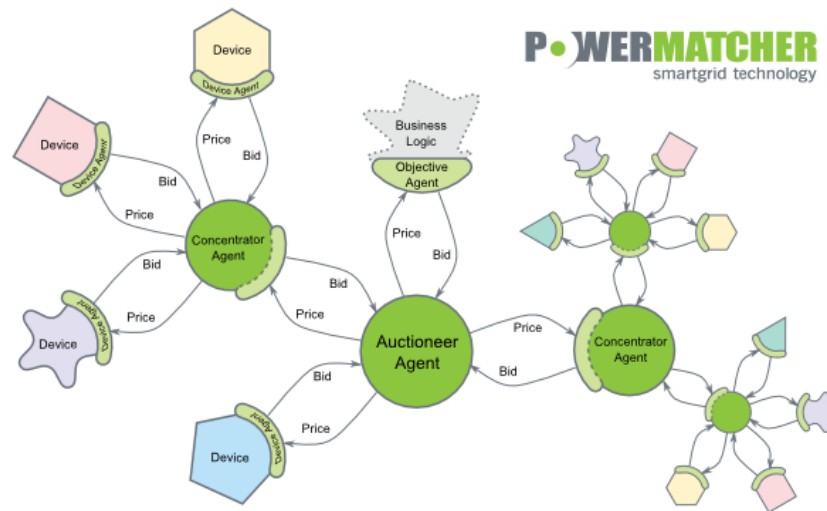 POWERMATCHER
smartgrid technology
Device
Device Agent
Price
Bid
Device
Device Agent
Bid
Price
Concentrator
Agent
Bid
Price
Device
Device Agent
Business
Logic
Objective
Agent
Price
Bid
Bid
Price
Auctioneer
Agent
Price
Bid
Concentrator
Agent
Bid
Price
Device
Device Agent